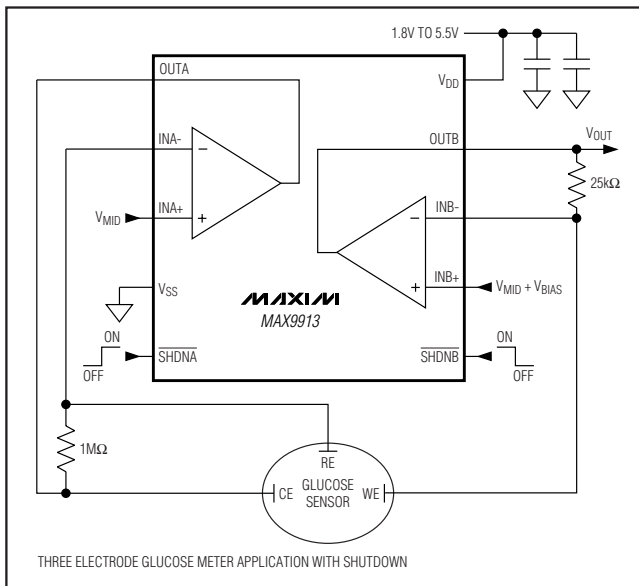 1.8V TO 5.5V
OUTA
VDD
INA-
OUTB
VOUT
−
25kΩ
VMID
INA+
+
−
INB-
+
INB+
VMID + VBIAS
VSS
MAXIM
MAX9913
ON
OFF
SHDNA
SHDNB
ON
OFF
1MΩ
RE
CE
GLUCOSE
SENSOR
WE
THREE ELECTRODE GLUCOSE METER APPLICATION WITH SHUTDOWN